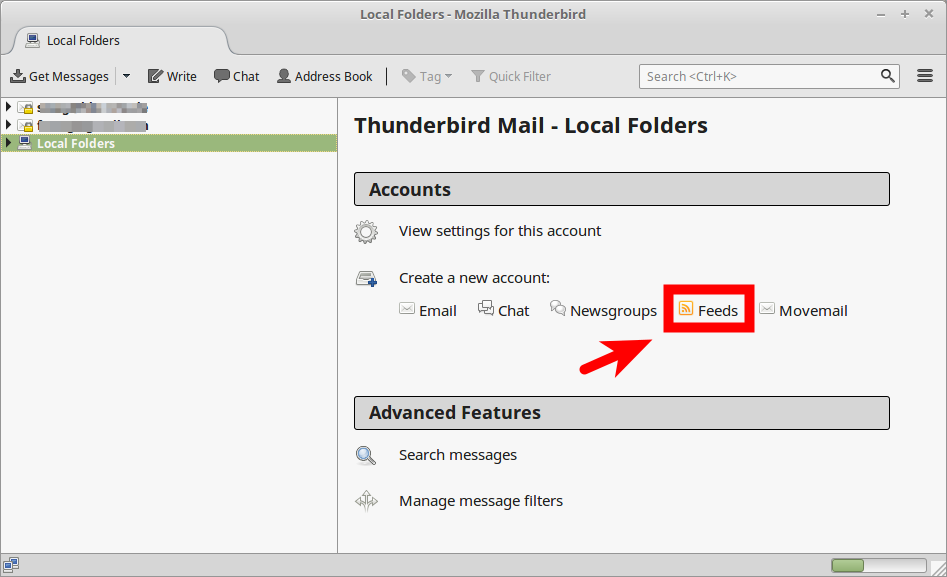 Local Folders - Mozilla Thunderbird
Local Folders
Get Messages Write Chat Address Book Tag Quick Filter Search <Ctrl+K>
Local Folders
Thunderbird Mail - Local Folders
Accounts
View settings for this account
Create a new account:
Email Chat Newsgroups Feeds Movemail
Advanced Features
Search messages
Manage message filters